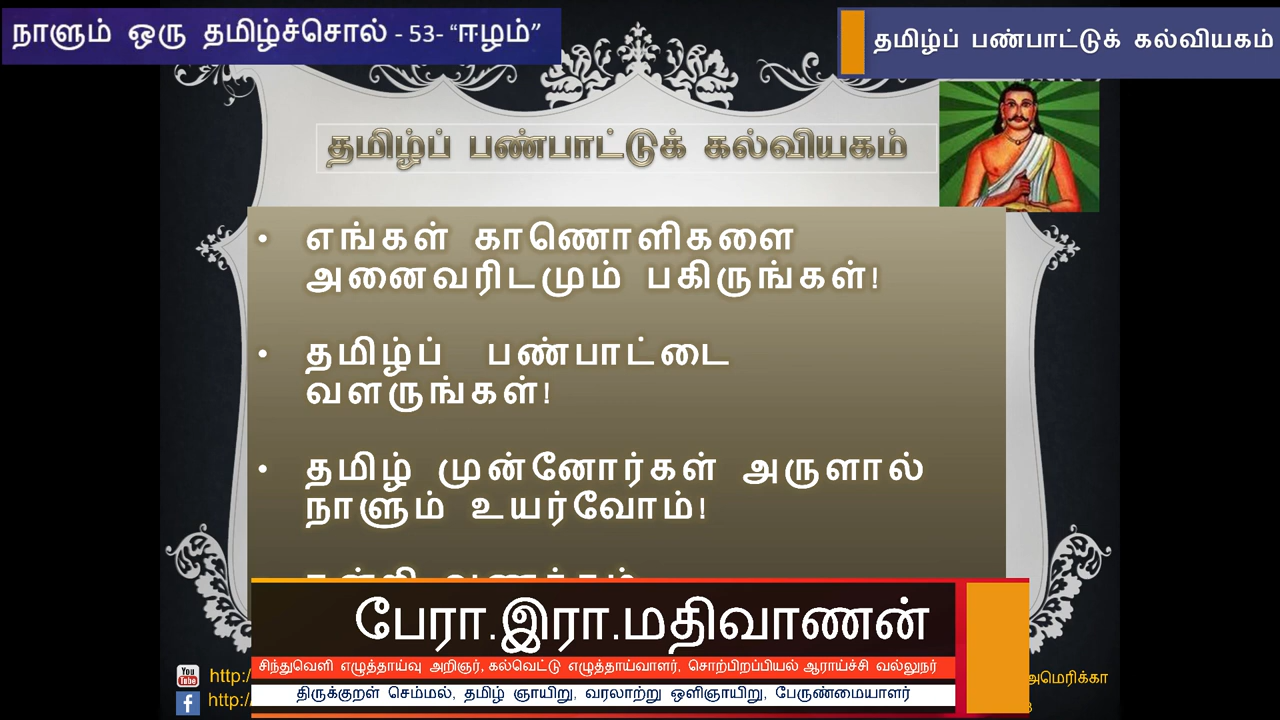 நாளும் ஒரு தமிழ்ச்சொல் - 53- “ஈழம்”
தமிழ்ப் பண்பாட்டுக் கல்வியகம்
தமிழ்ப் பண்பாட்டுக் கல்வியகம்
• எங்கள் காணொளிகளை
அனைவரிடமும் பகிருங்கள்!
• தமிழ்ப் பண்பாட்டை
வளருங்கள்!
• தமிழ் முன்னோர்கள் அருளால்
நாளும் உயர்வோம்!
பேரா.இரா.மதிவாணன்
சிந்துவெளி எழுத்தாய்வு அறிஞர், கல்வெட்டு எழுத்தாய்வாளர், சொற்பிறப்பியல் ஆராய்ச்சி வல்லுநர்
You Tube http:
அமெரிக்கா
திருக்குறள் செம்மல், தமிழ் ஞாயிறு, வரலாற்று ஒளிஞாயிறு, பேருண்மையாளர்
f http:/